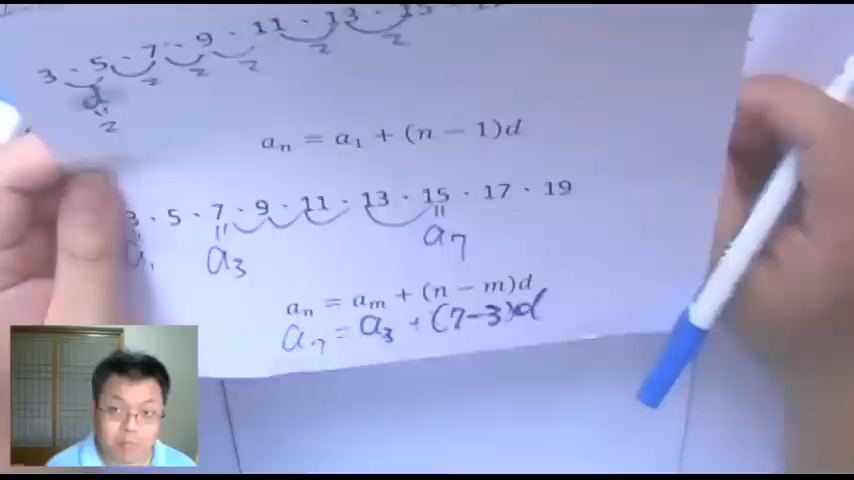 3 · 5 · 7 · 9 · 11 · 13 · 15
2 2 2 2 2
d
=
2
aₙ = a₁ + (n − 1)d
3 · 5 · 7 · 9 · 11 · 13 · 15 · 17 · 19
= =
a₁ a₃ a₇
aₙ = aₘ + (n − m)d
a₇ = a₃ + (7−3)d